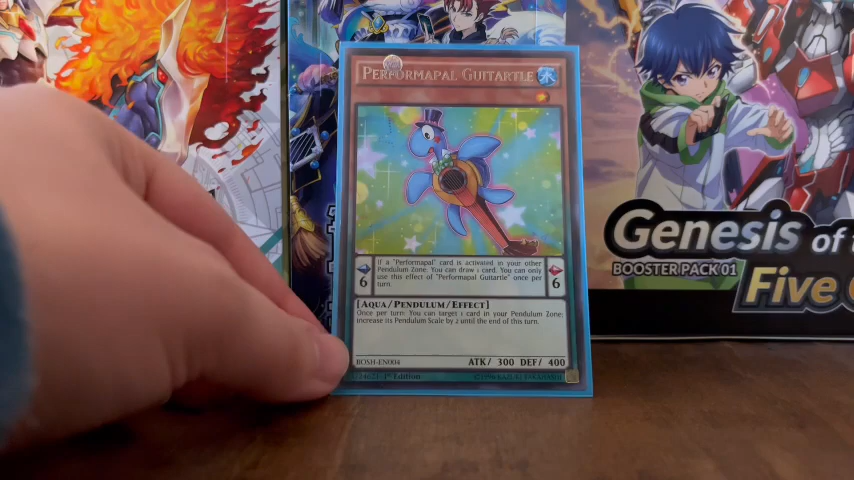 PERFORMAPAL GUITARTLE
If a "Performapal" card is activated in your other
Pendulum Zone: You can draw 1 card. You can only
use this effect of "Performapal Guitartle" once per
turn.
6
6
[AQUA/PENDULUM/EFFECT]
Once per turn: You can target 1 card in your Pendulum Zone;
increase its Pendulum Scale by 2 until the end of this turn.
BOSH-EN004
ATK/ 300 DEF/ 400
1st Edition
Genesis of
BOOSTER PACK 01
Five